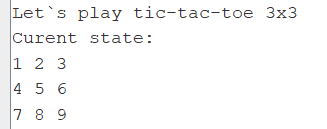 Let`s play tic-tac-toe 3x3
Curent state:
1 2 3
4 5 6
7 8 9